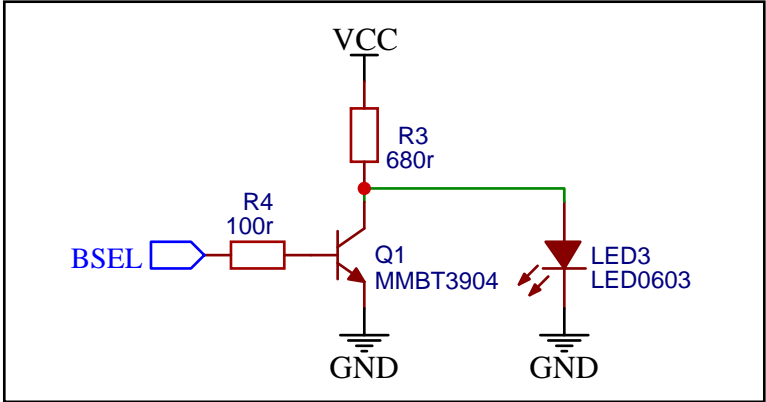 VCC
R3
680r
R4
100r
BSEL
Q1
MMBT3904
LED3
LED0603
GND
GND